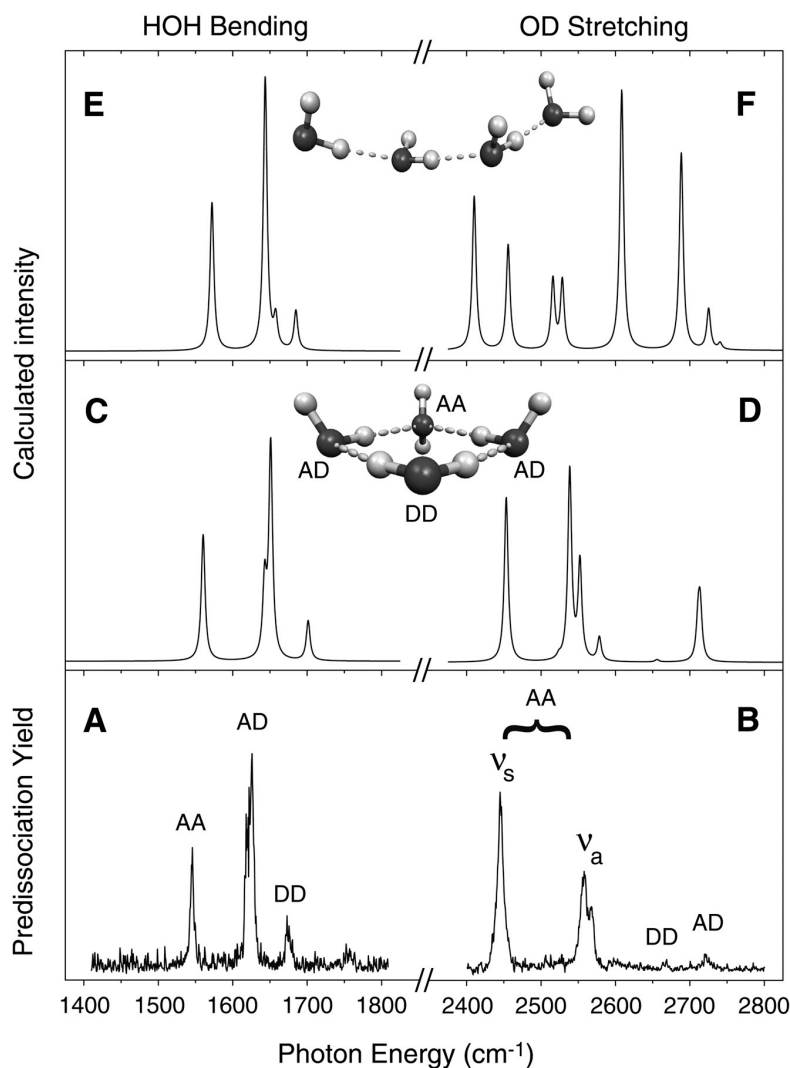 HOH Bending
OD Stretching
Calculated intensity
E
F
C
D
AA
AD
AD
DD
Predissociation Yield
A
B
AA
AD
DD
AA
νs
νa
DD
AD
1400 1500 1600 1700 1800 2400 2500 2600 2700 2800
Photon Energy (cm-1)